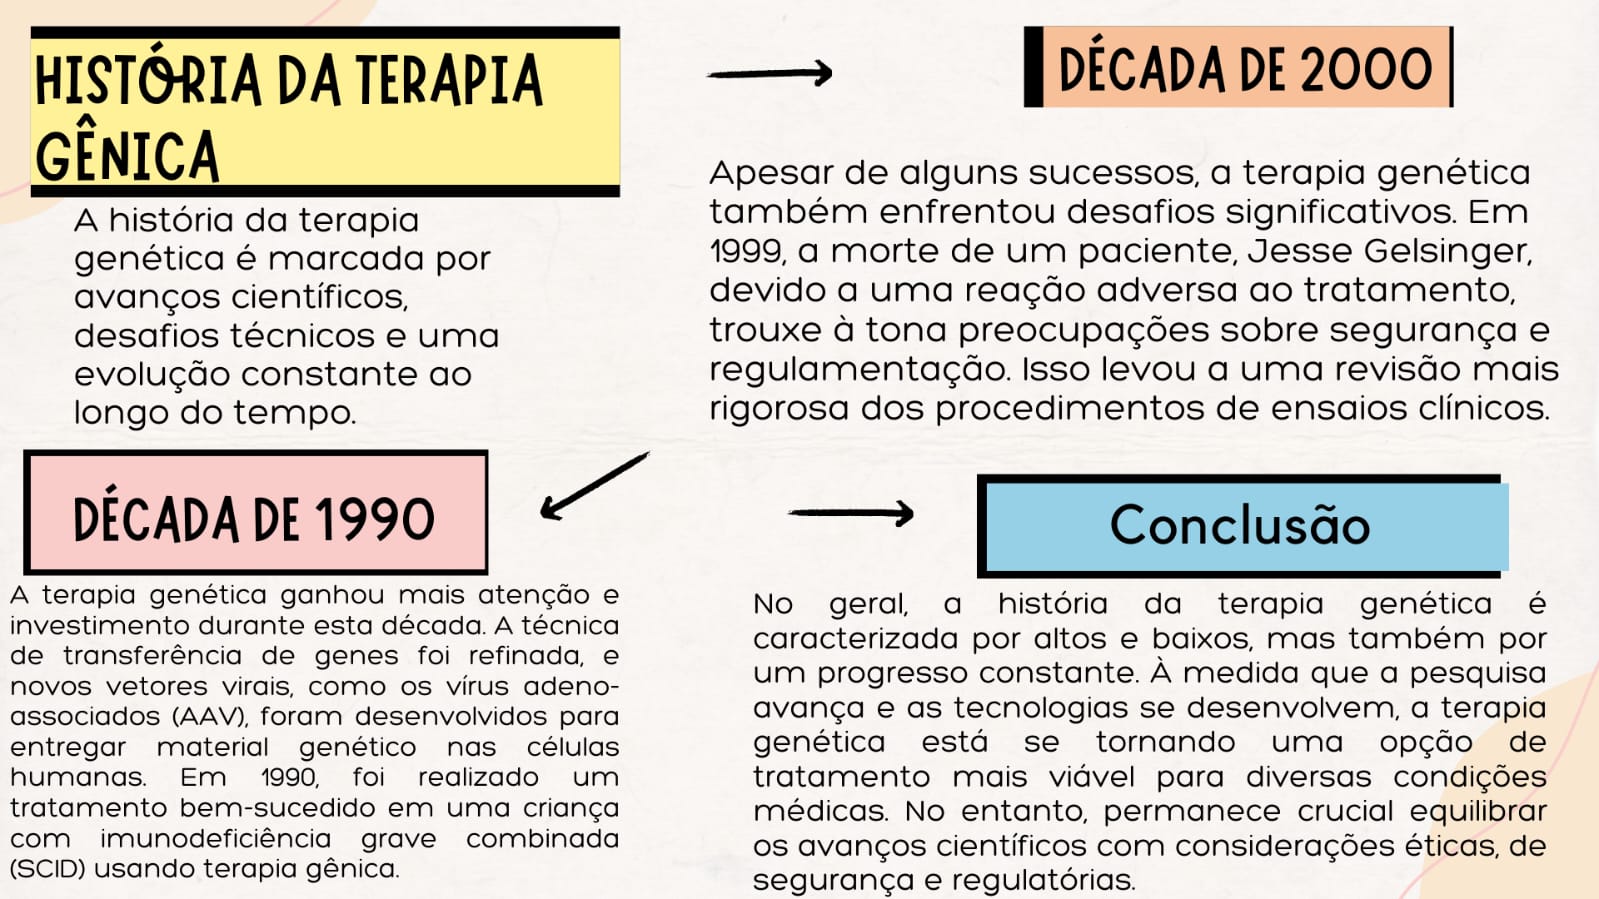 HISTÓRIA DA TERAPIA
GÊNICA
A história da terapia
genética é marcada por
avanços científicos,
desafios técnicos e uma
evolução constante ao
longo do tempo.
DÉCADA DE 1990
A terapia genética ganhou mais atenção e
investimento durante esta década. A técnica
de transferência de genes foi refinada, e
novos vetores virais, como os vírus adeno-
associados (AAV), foram desenvolvidos para
entregar material genético nas células
humanas. Em 1990, foi realizado um
tratamento bem-sucedido em uma criança
com imunodeficiência grave combinada
(SCID) usando terapia gênica.
DÉCADA DE 2000
Apesar de alguns sucessos, a terapia genética
também enfrentou desafios significativos. Em
1999, a morte de um paciente, Jesse Gelsinger,
devido a uma reação adversa ao tratamento,
trouxe à tona preocupações sobre segurança e
regulamentação. Isso levou a uma revisão mais
rigorosa dos procedimentos de ensaios clínicos.
Conclusão
No geral, a história da terapia genética é
caracterizada por altos e baixos, mas também por
um progresso constante. À medida que a pesquisa
avança e as tecnologias se desenvolvem, a terapia
genética está se tornando uma opção de
tratamento mais viável para diversas condições
médicas. No entanto, permanece crucial equilibrar
os avanços científicos com considerações éticas, de
segurança e regulatórias.